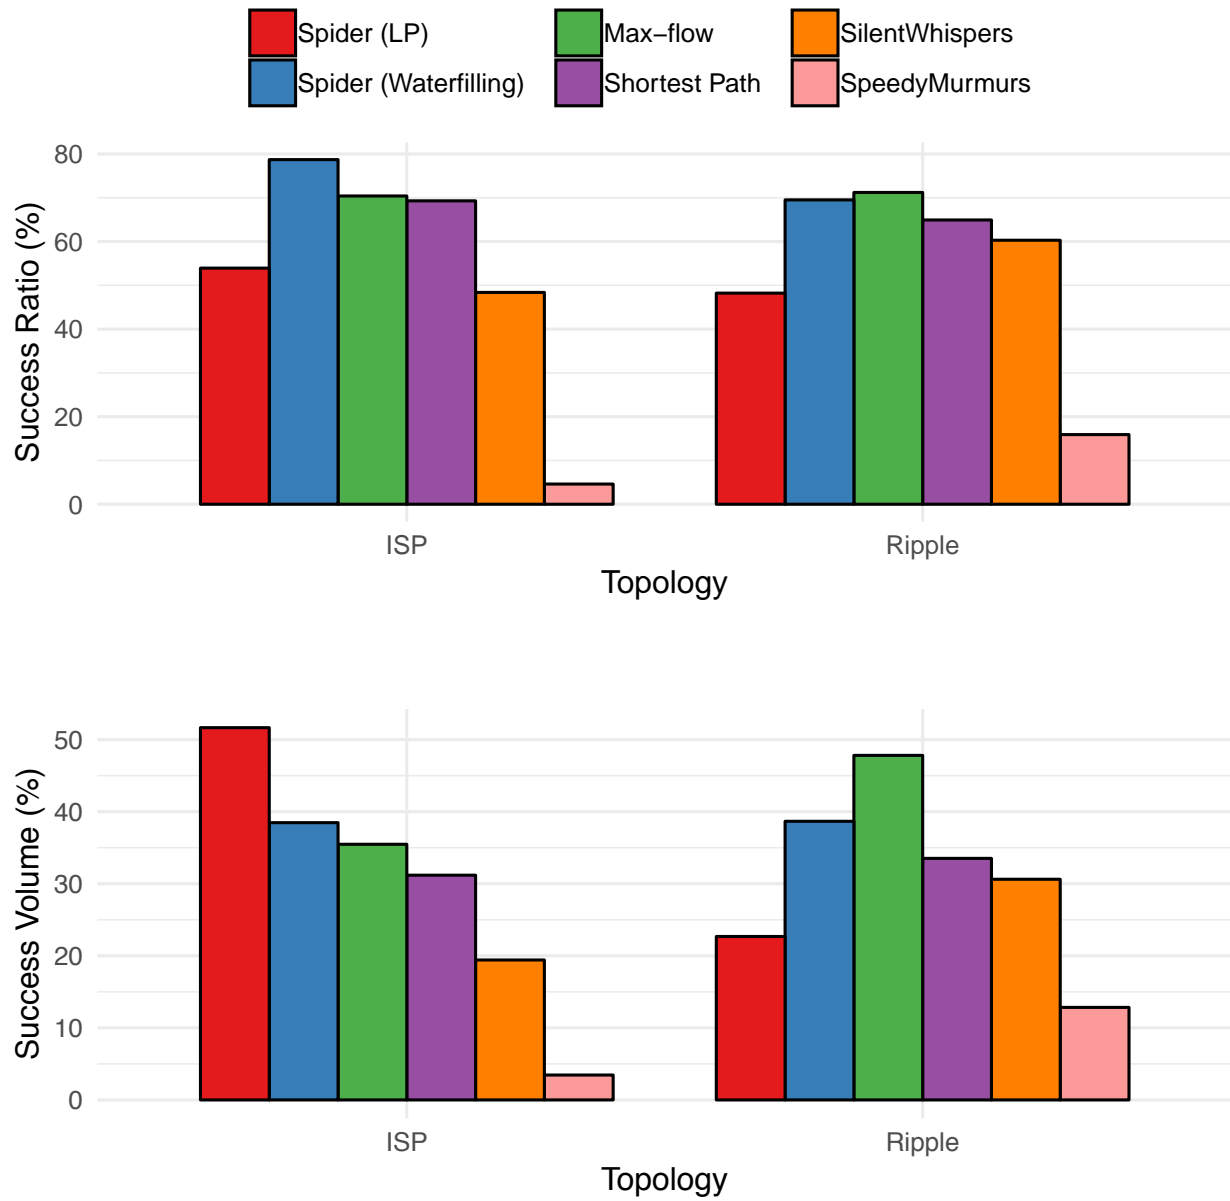 Spider (LP) Max−flow SilentWhispers
Spider (Waterfilling) Shortest Path SpeedyMurmurs
Success Ratio (%)
80
60
40
20
0
ISP Ripple
Topology
Success Volume (%)
50
40
30
20
10
0
ISP Ripple
Topology